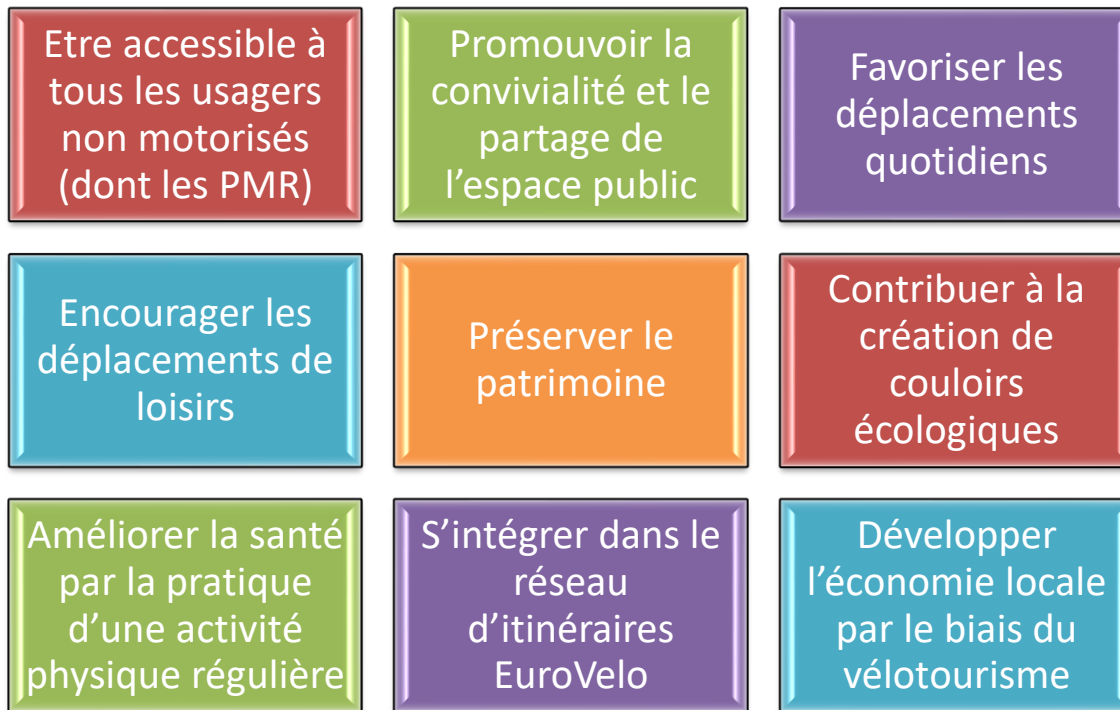 Etre accessible à
tous les usagers
non motorisés
(dont les PMR)
Promouvoir la
convivialité et le
partage de
l’espace public
Favoriser les
déplacements
quotidiens
Encourager les
déplacements de
loisirs
Préserver le
patrimoine
Contribuer à la
création de
couloirs
écologiques
Améliorer la santé
par la pratique
d’une activité
physique régulière
S’intégrer dans le
réseau
d’itinéraires
EuroVelo
Développer
l’économie locale
par le biais du
vélotourisme